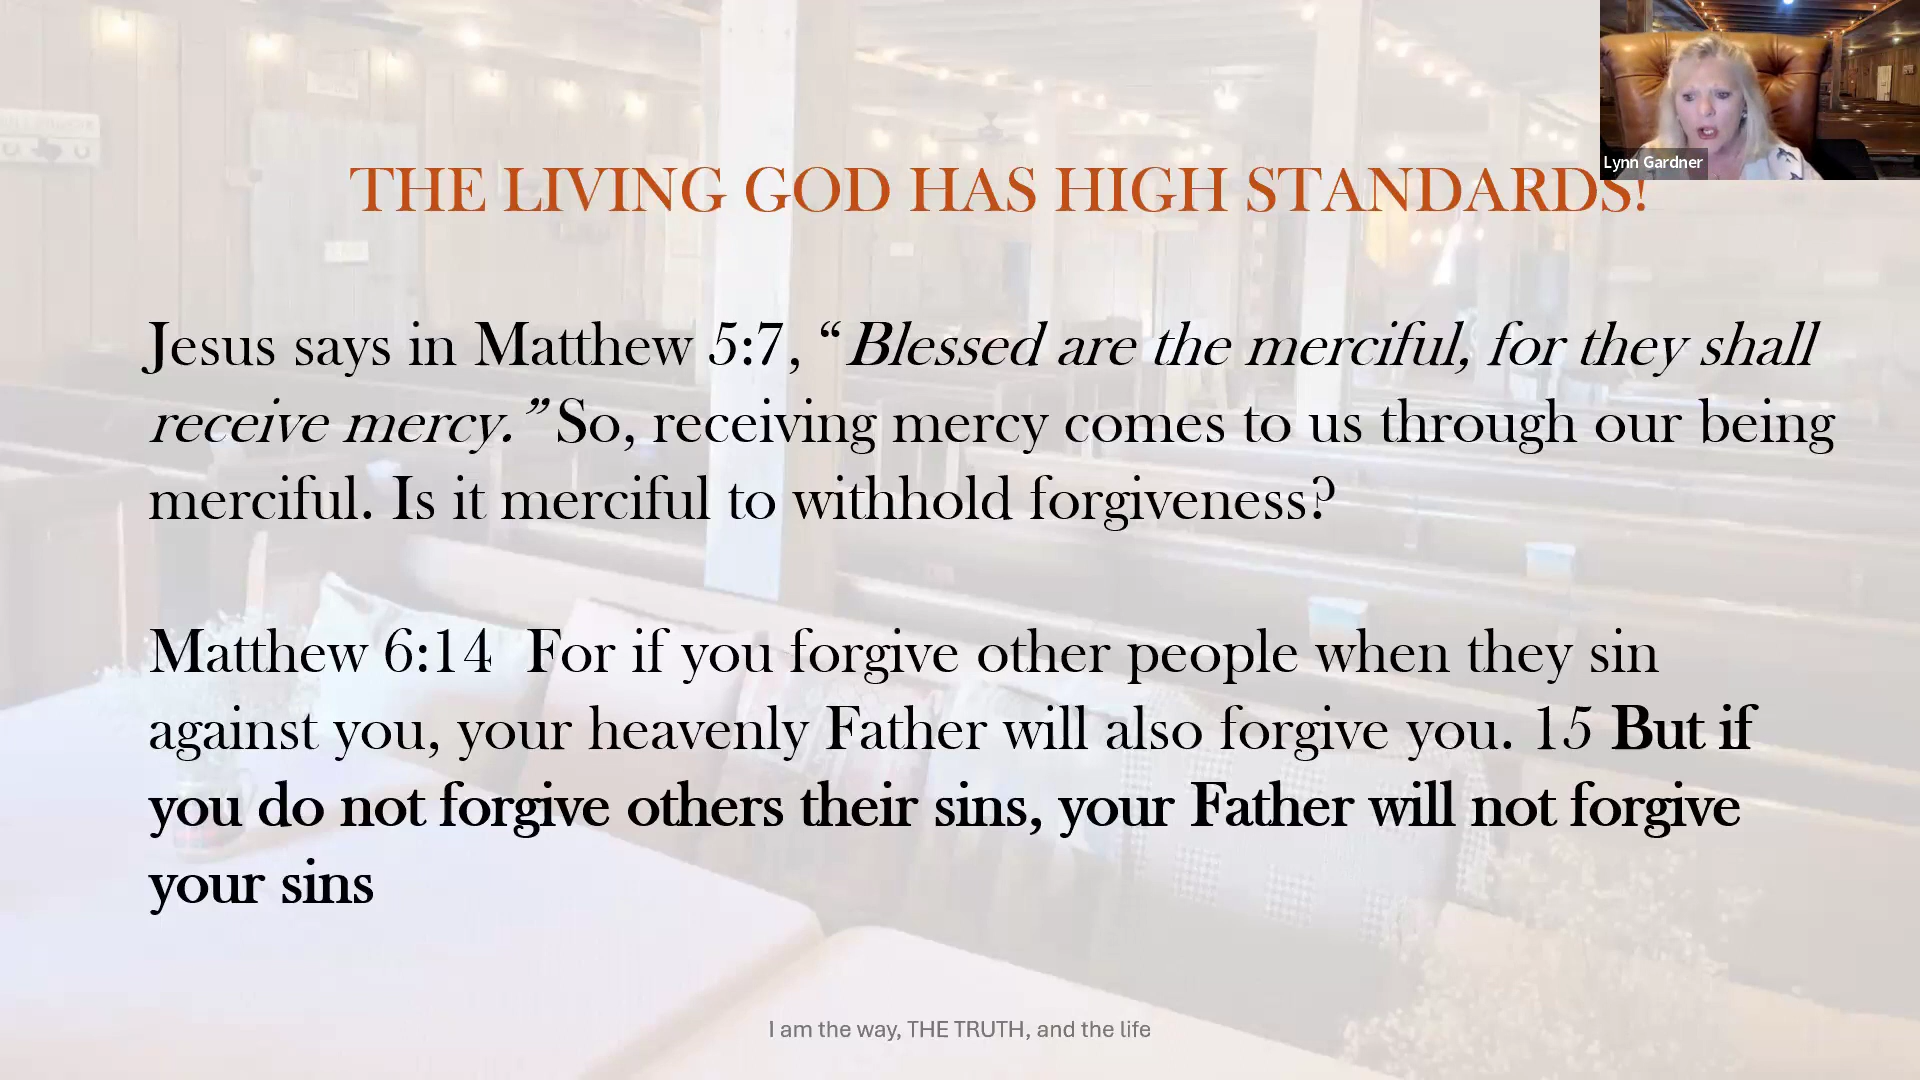 Lynn Gardner
THE LIVING GOD HAS HIGH STANDARDS!
Jesus says in Matthew 5:7, “Blessed are the merciful, for they shall
receive mercy.” So, receiving mercy comes to us through our being
merciful. Is it merciful to withhold forgiveness?
Matthew 6:14 For if you forgive other people when they sin
against you, your heavenly Father will also forgive you. 15 But if
you do not forgive others their sins, your Father will not forgive
your sins
I am the way, THE TRUTH, and the life